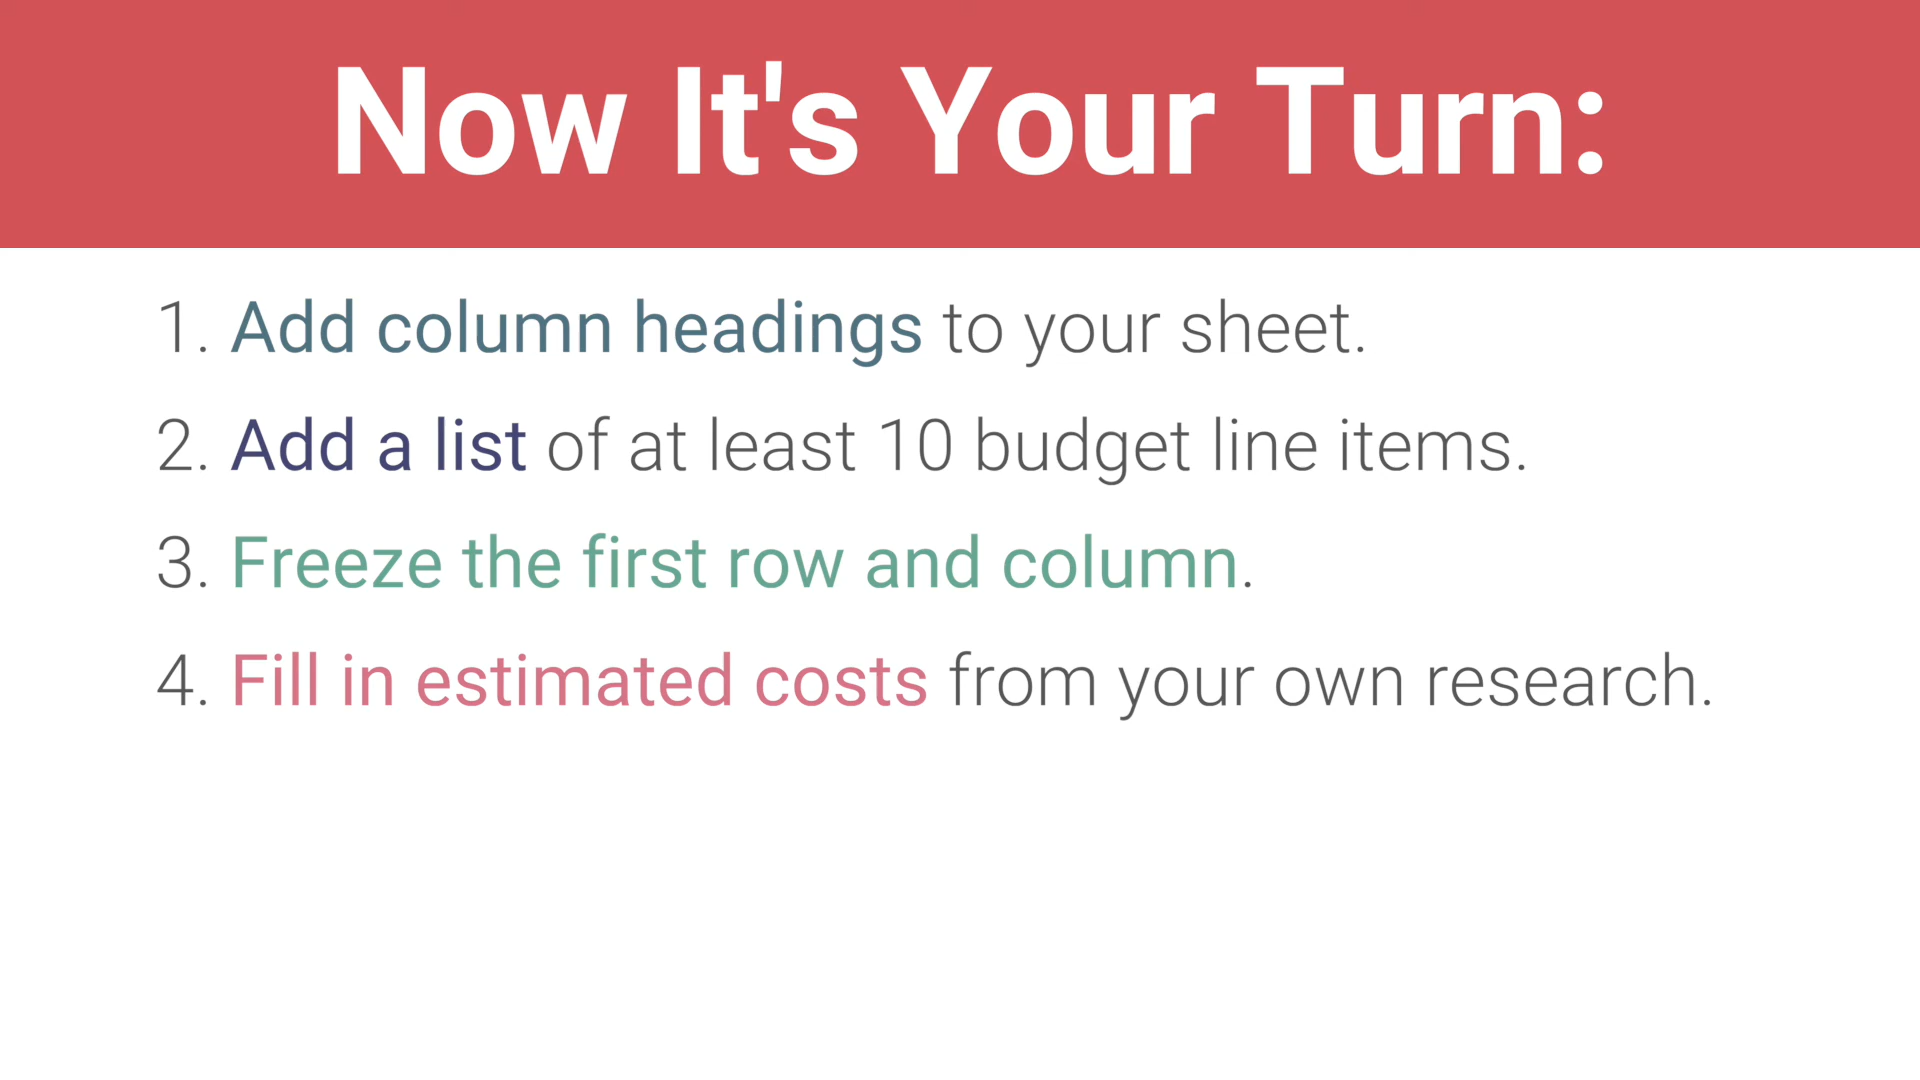 Now It's Your Turn:
1. Add column headings to your sheet.
2. Add a list of at least 10 budget line items.
3. Freeze the first row and column.
4. Fill in estimated costs from your own research.